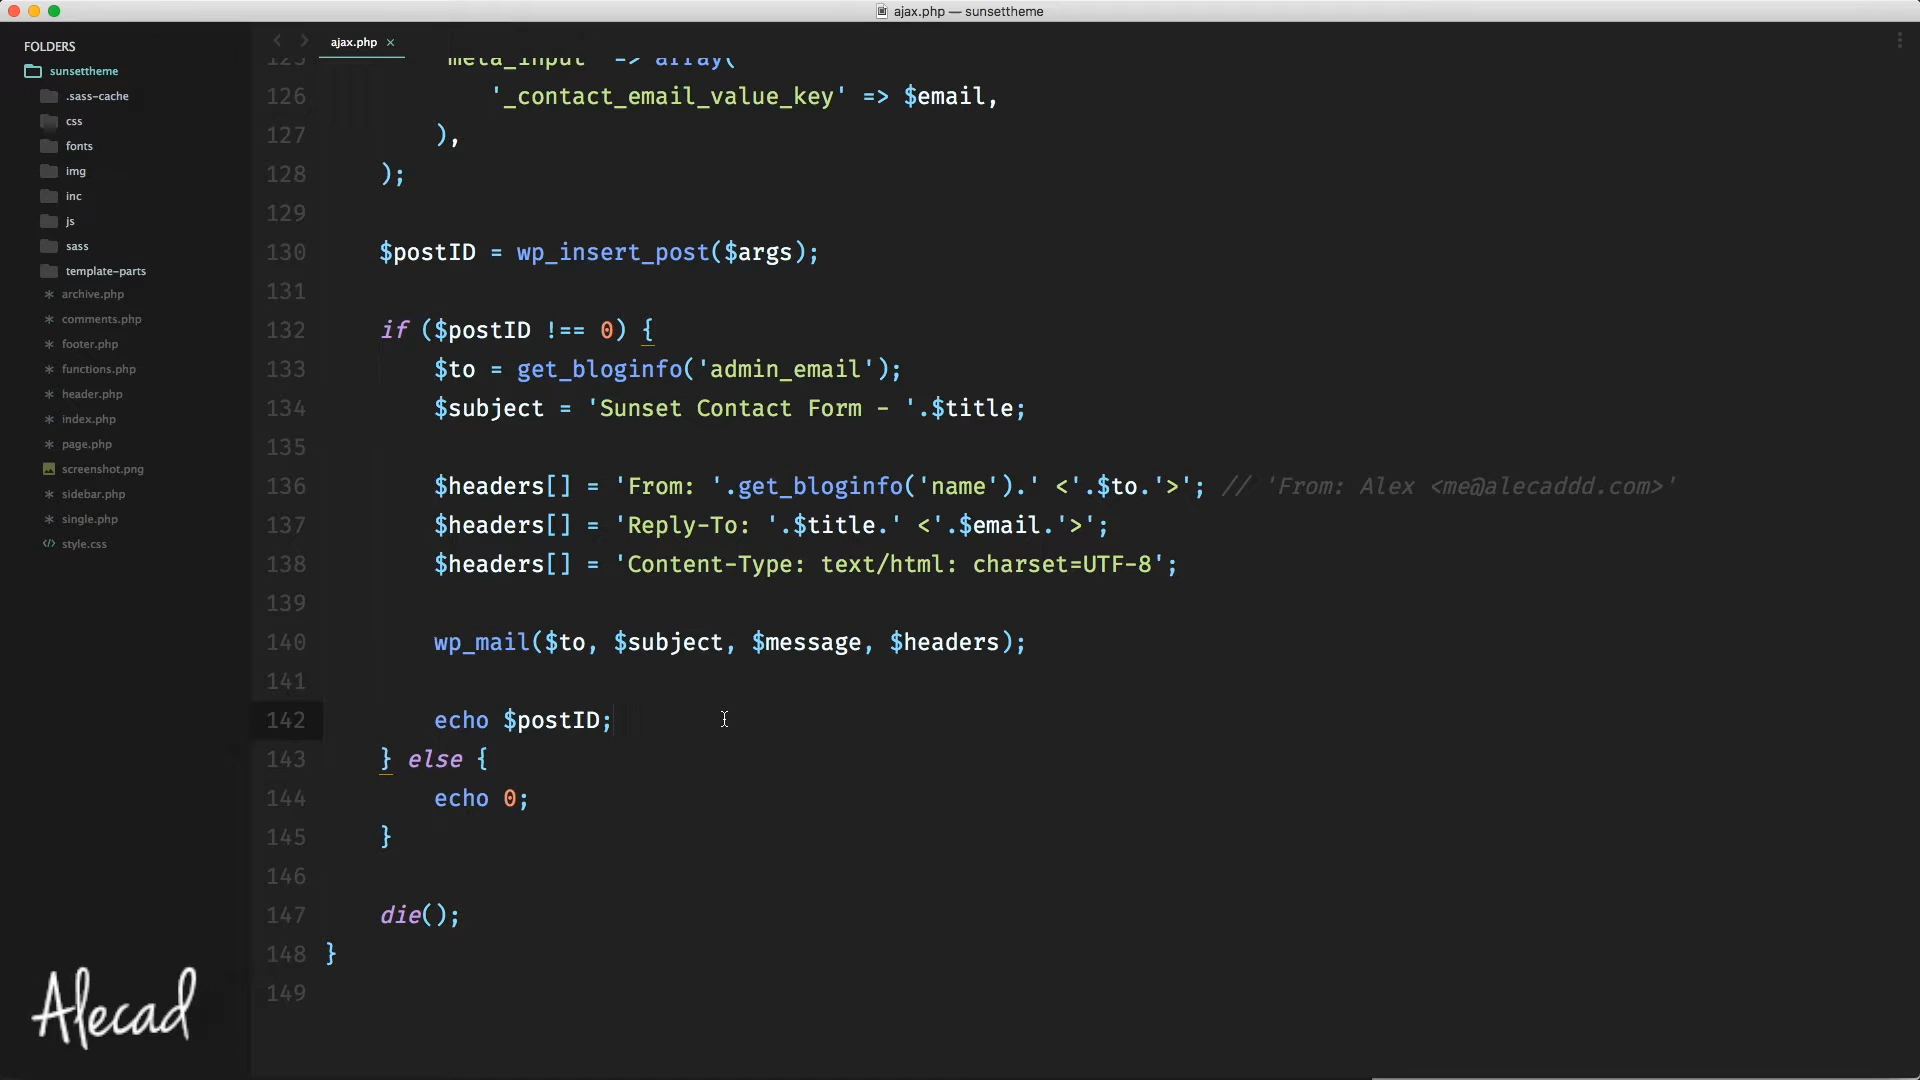 ajax.php — sunsettheme
FOLDERS
sunsettheme
.sass-cache
css
fonts
img
inc
js
sass
template-parts
archive.php
comments.php
footer.php
functions.php
header.php
index.php
page.php
screenshot.png
sidebar.php
single.php
style.css
ajax.php ×
125 'meta_input' => array(
126 '_contact_email_value_key' => $email,
127 ),
128 );
129
130 $postID = wp_insert_post($args);
131
132 if ($postID !== 0) {
133 $to = get_bloginfo('admin_email');
134 $subject = 'Sunset Contact Form - '.$title;
135
136 $headers[] = 'From: '.get_bloginfo('name').' <'.$to.'>'; // 'From: Alex <me@alecaddd.com>'
137 $headers[] = 'Reply-To: '.$title.' <'.$email.'>';
138 $headers[] = 'Content-Type: text/html: charset=UTF-8';
139
140 wp_mail($to, $subject, $message, $headers);
141
142 echo $postID;
143 } else {
144 echo 0;
145 }
146
147 die();
148 }
149
Alecad